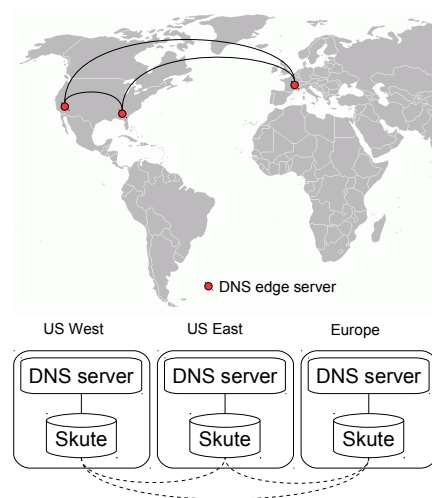 DNS edge server
US West
US East
Europe
DNS server
DNS server
DNS server
Skute
Skute
Skute